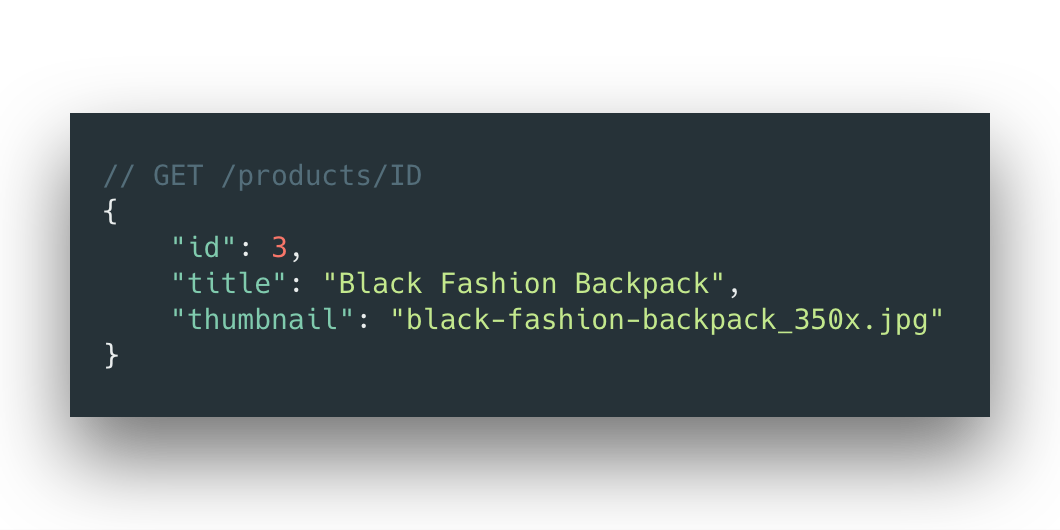 // GET /products/ID
{
    "id": 3,
    "title": "Black Fashion Backpack",
    "thumbnail": "black-fashion-backpack_350x.jpg"
}